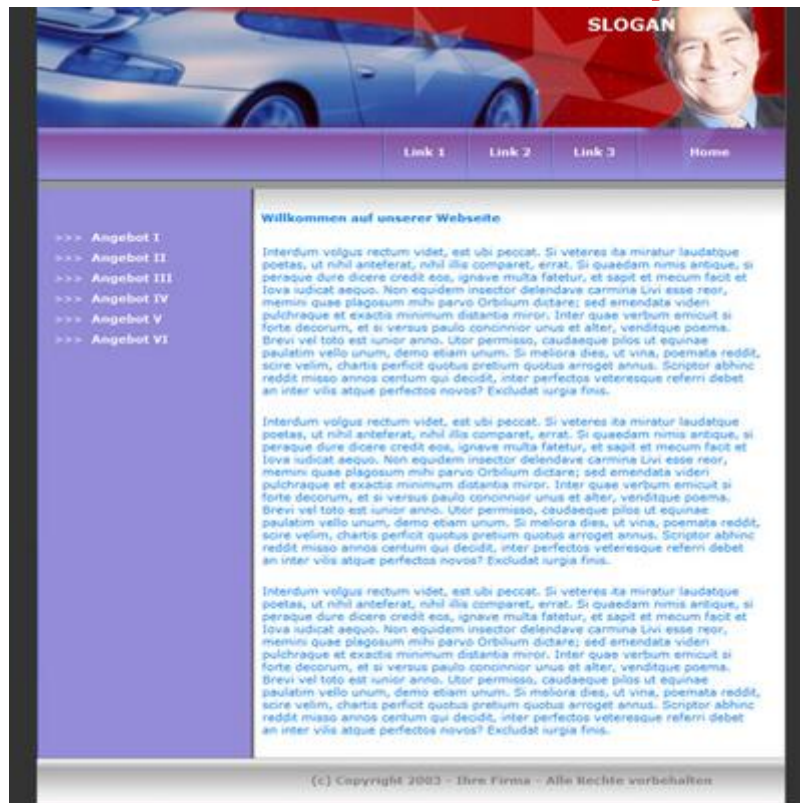 SLOGAN
Link 1 Link 2 Link 3 Home
>>> Angebot I
>>> Angebot II
>>> Angebot III
>>> Angebot IV
>>> Angebot V
>>> Angebot VI
Willkommen auf unserer Webseite
Interdum volgus rectum videt, est ubi peccat. Si veteres ita miratur laudatque
poetas, ut nihil anteferat, nihil illis comparet, errat. Si quaedam nimis antique, si
peraque dure dicere credit eos, ignave multa fatetur, et sapit et mecum facit et
Iova iudicat aequo. Non equidem insector delendave carmina Livi esse reor,
memini quae plagosum mihi parvo Orbilium dictare; sed emendata videri
pulchraque et exactis minimum distantia miror. Inter quae verbum emicuit si
forte decorum, et si versus paulo concinnior unus et alter, venditque poema.
Brevi vel toto est iunior anno. Utor permisso, caudaeque pilos ut equinae
paulatim vello unum, demo etiam unum. Si meliora dies, ut vina, poemata reddit,
scire velim, chartis perficit quotus pretium quotus arroget annus. Scriptor abhinc
reddit misso annos centum qui decidit, inter perfectos veteresque referri debet
an inter vilis atque perfectos novos? Excludat iurgia finis.
Interdum volgus rectum videt, est ubi peccat. Si veteres ita miratur laudatque
poetas, ut nihil anteferat, nihil illis comparet, errat. Si quaedam nimis antique, si
peraque dure dicere credit eos, ignave multa fatetur, et sapit et mecum facit et
Iova iudicat aequo. Non equidem insector delendave carmina Livi esse reor,
memini quae plagosum mihi parvo Orbilium dictare; sed emendata videri
pulchraque et exactis minimum distantia miror. Inter quae verbum emicuit si
forte decorum, et si versus paulo concinnior unus et alter, venditque poema.
Brevi vel toto est iunior anno. Utor permisso, caudaeque pilos ut equinae
paulatim vello unum, demo etiam unum. Si meliora dies, ut vina, poemata reddit,
scire velim, chartis perficit quotus pretium quotus arroget annus. Scriptor abhinc
reddit misso annos centum qui decidit, inter perfectos veteresque referri debet
an inter vilis atque perfectos novos? Excludat iurgia finis.
Interdum volgus rectum videt, est ubi peccat. Si veteres ita miratur laudatque
poetas, ut nihil anteferat, nihil illis comparet, errat. Si quaedam nimis antique, si
peraque dure dicere credit eos, ignave multa fatetur, et sapit et mecum facit et
Iova iudicat aequo. Non equidem insector delendave carmina Livi esse reor,
memini quae plagosum mihi parvo Orbilium dictare; sed emendata videri
pulchraque et exactis minimum distantia miror. Inter quae verbum emicuit si
forte decorum, et si versus paulo concinnior unus et alter, venditque poema.
Brevi vel toto est iunior anno. Utor permisso, caudaeque pilos ut equinae
paulatim vello unum, demo etiam unum. Si meliora dies, ut vina, poemata reddit,
scire velim, chartis perficit quotus pretium quotus arroget annus. Scriptor abhinc
reddit misso annos centum qui decidit, inter perfectos veteresque referri debet
an inter vilis atque perfectos novos? Excludat iurgia finis.
(c) Copyright 2003 - Ihre Firma - Alle Rechte vorbehalten